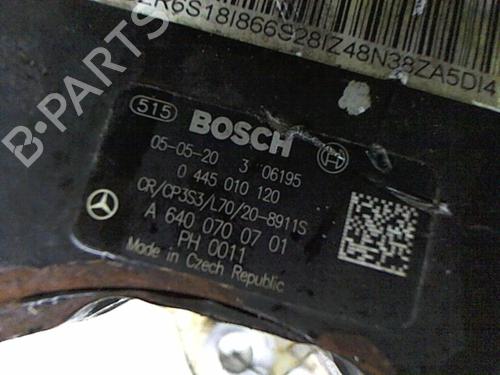 ER6S18I866S28IZ48N38ZA5DI4
515 BOSCH
05-05-20 3 06195
0 445 010 120
CR/CP3S3/L70/20-8911S
A 640 070 07 01
PH 0011
Made in Czech Republic
B-PARTS